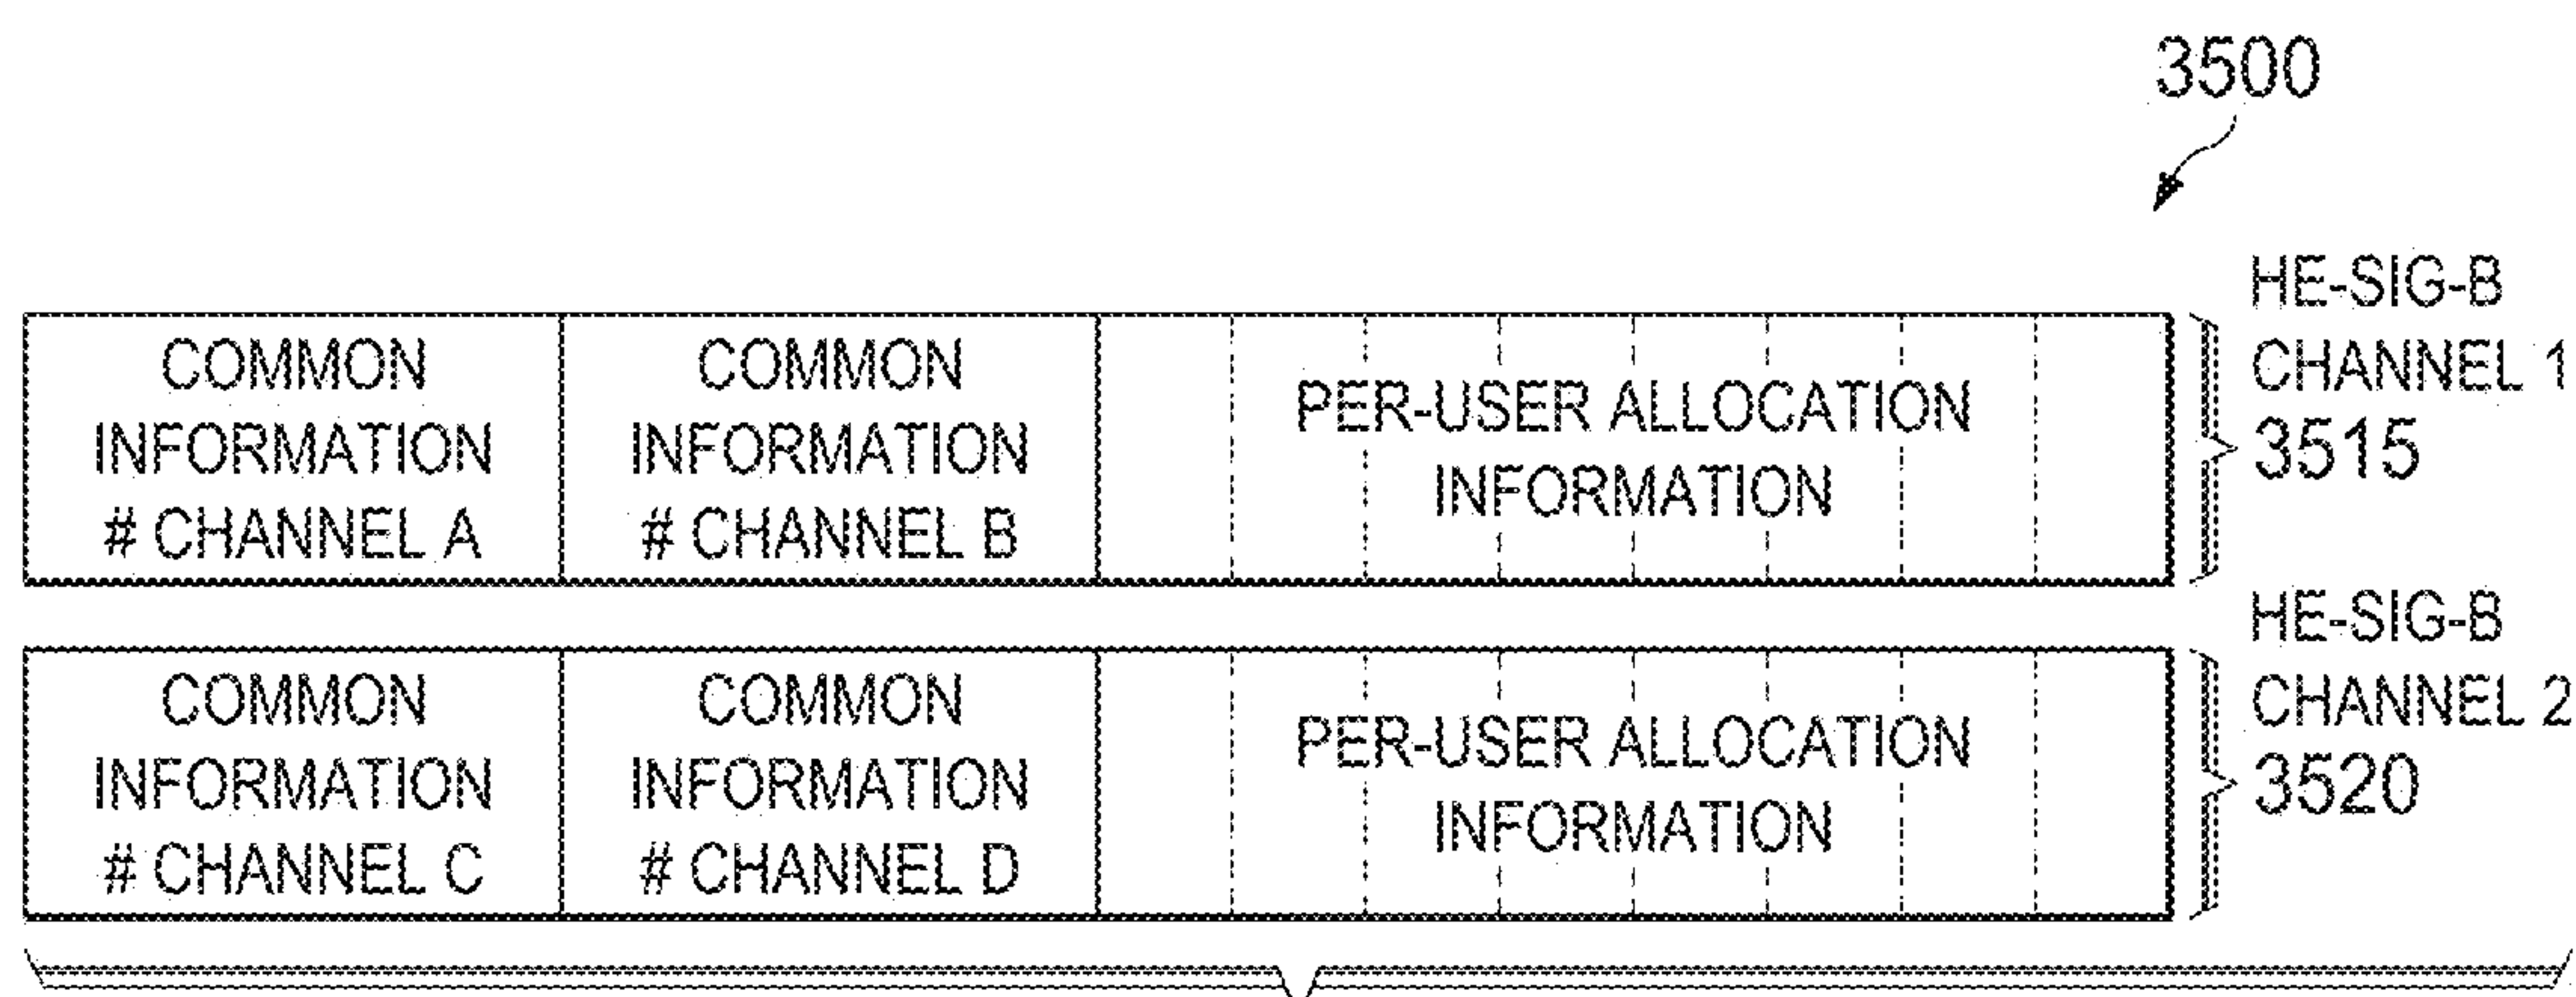 3500
COMMON
INFORMATION
# CHANNEL A
COMMON
INFORMATION
# CHANNEL B
PER-USER ALLOCATION
INFORMATION
HE-SIG-B
CHANNEL 1
3515
COMMON
INFORMATION
# CHANNEL C
COMMON
INFORMATION
# CHANNEL D
PER-USER ALLOCATION
INFORMATION
HE-SIG-B
CHANNEL 2
3520